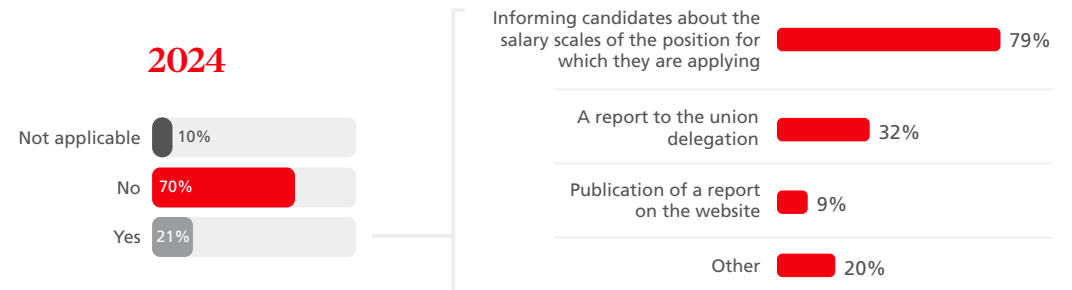 2024
Not applicable 10%
No 70%
Yes 21%
Informing candidates about the
salary scales of the position for
which they are applying
79%
A report to the union
delegation
32%
Publication of a report
on the website
9%
Other 20%